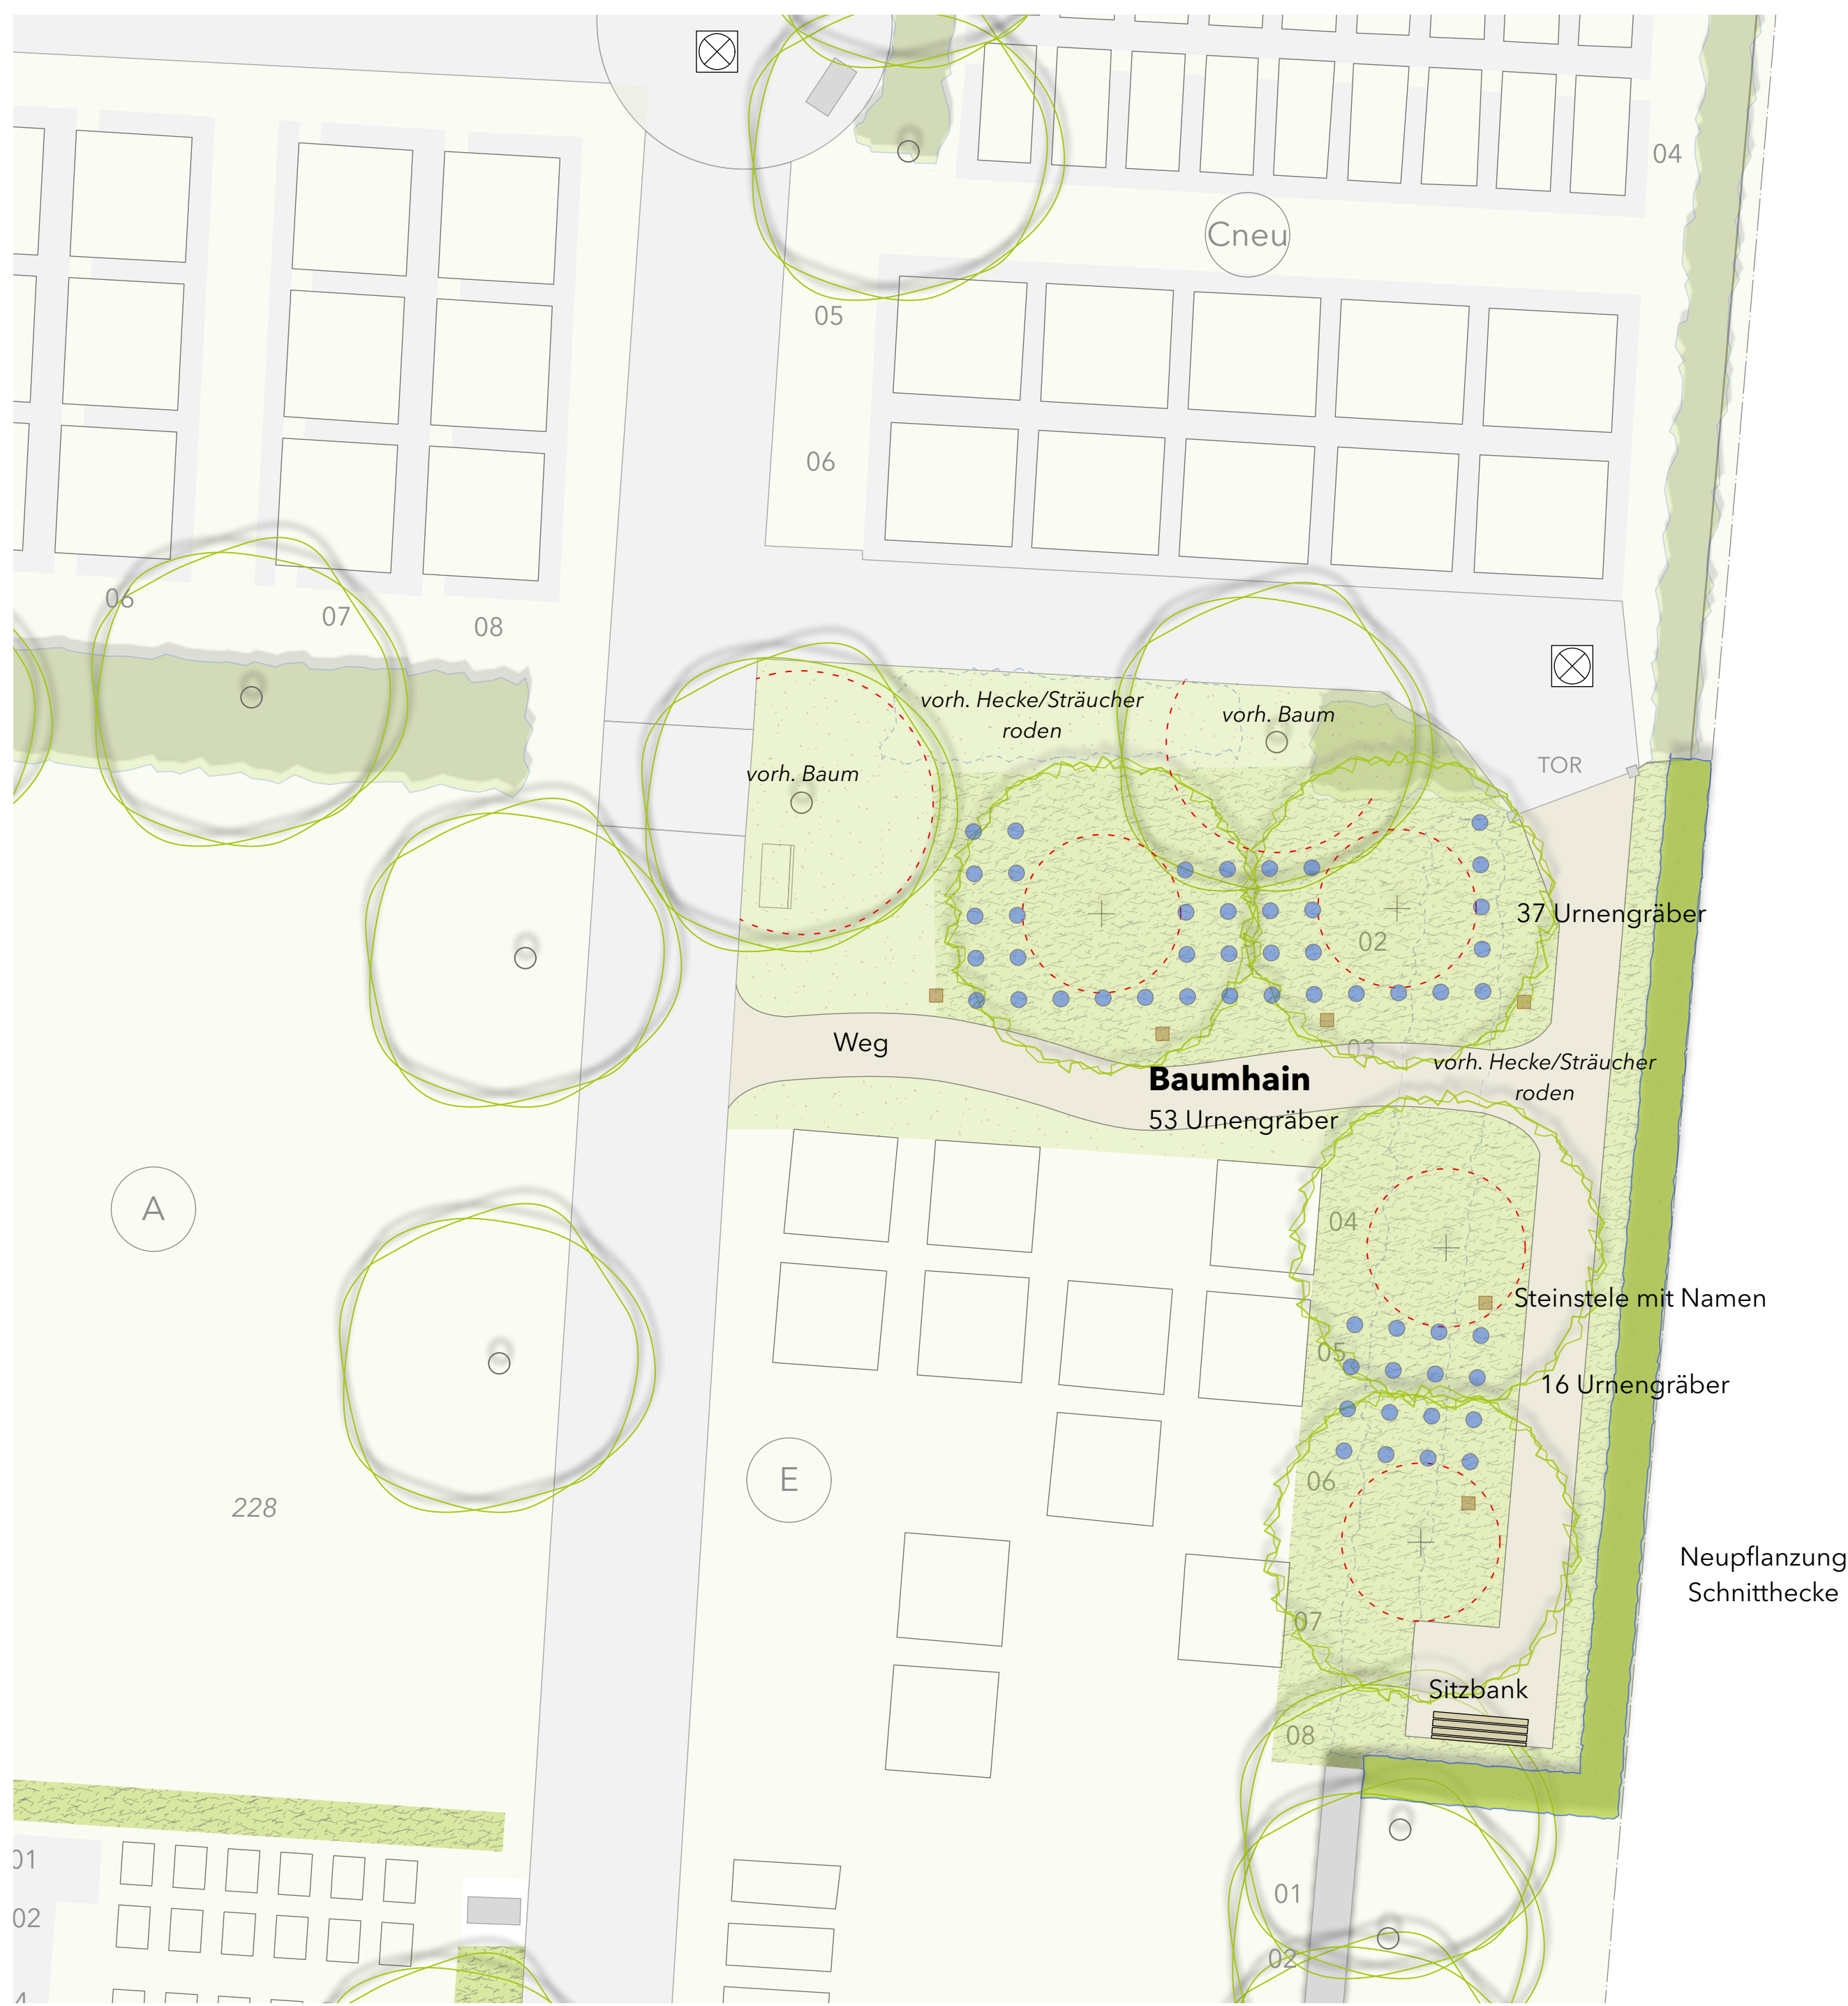 04
Cneu
05
06
06
07
08
vorh. Hecke/Sträucher
roden
vorh. Baum
TOR
vorh. Baum
37 Urnengräber
02
Weg
03
vorh. Hecke/Sträucher
roden
Baumhain
53 Urnengräber
A
04
Steinstele mit Namen
05
16 Urnengräber
E
06
228
Neupflanzung
Schnitthecke
07
Sitzbank
08
01
01
02
02
4